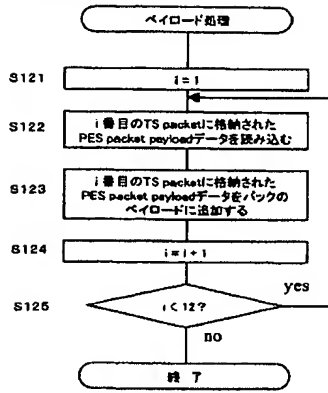 ペイロード処理
S121
i = 1
S122
i 番目のTS packetに格納された
PES packet payloadデータを読み込む
S123
i 番目のTS packetに格納された
PES packet payloadデータをパックの
ペイロードに追加する
S124
i = i + 1
S125
i < 12?
yes
no
終 了